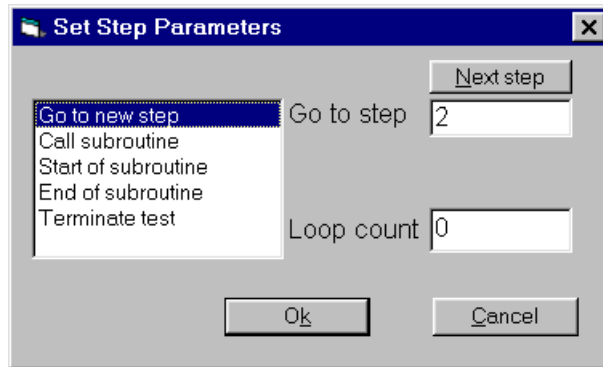 Set Step Parameters
Next step
Go to new step
Call subroutine
Start of subroutine
End of subroutine
Terminate test
Go to step 2
Loop count 0
Ok
Cancel